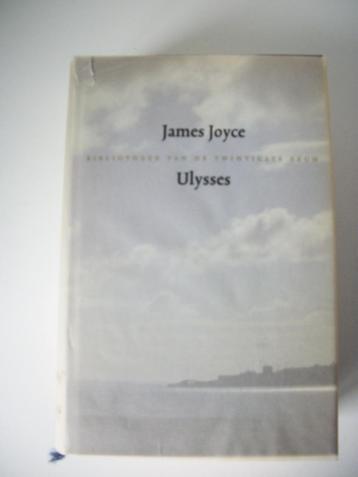 James Joyce
BIBLIOTHEEK VAN DE TWINTIGSTE EEUW
Ulysses